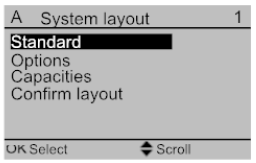 A System layout 1
Standard
Options
Capacities
Confirm layout
OK Select Scroll